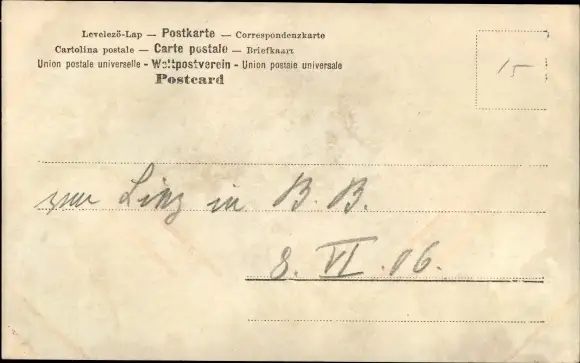 Levelező-Lap — Postkarte — Correspondenzkarte
Cartolina postale — Carte postale — Briefkaart
Union postale universelle - Weltpostverein - Union postale universale
Postcard
15
in B. B.
8. VI. 06.